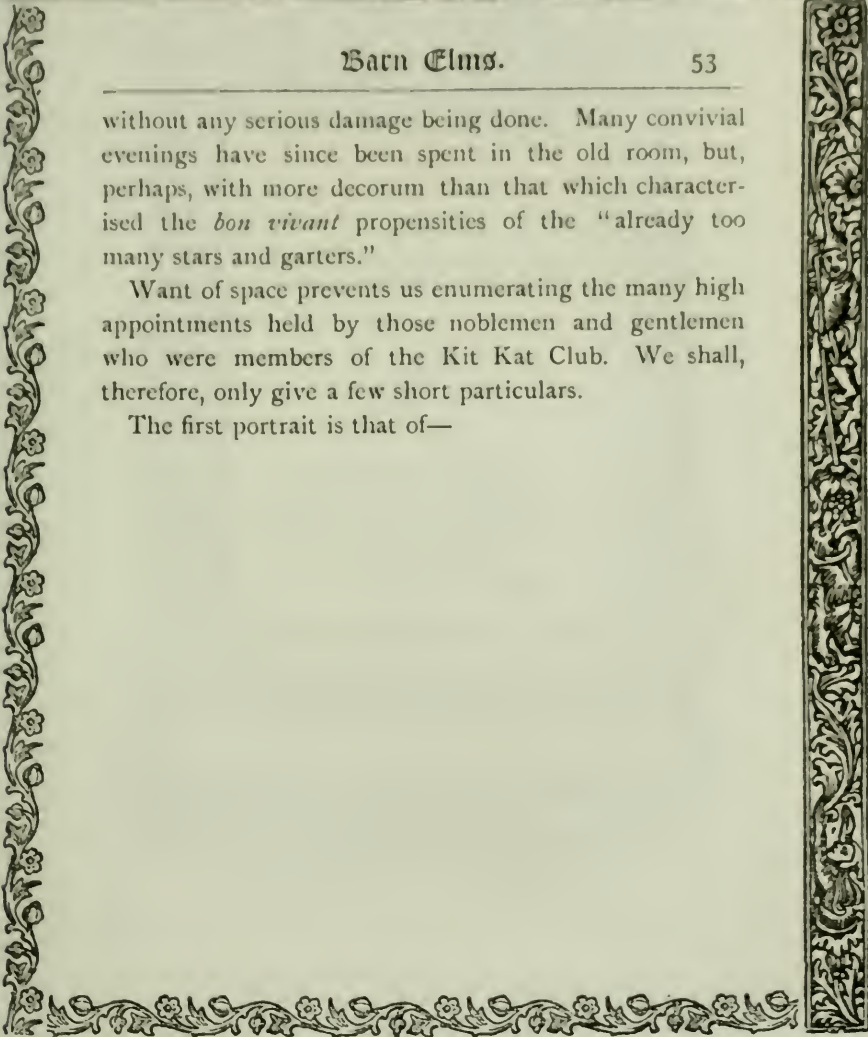 Barn Elms. 53
without any serious damage being done. Many convivial
evenings have since been spent in the old room, but,
perhaps, with more decorum than that which character-
ised the bon vivant propensities of the "already too
many stars and garters."
Want of space prevents us enumerating the many high
appointments held by those noblemen and gentlemen
who were members of the Kit Kat Club. We shall,
therefore, only give a few short particulars.
The first portrait is that of—